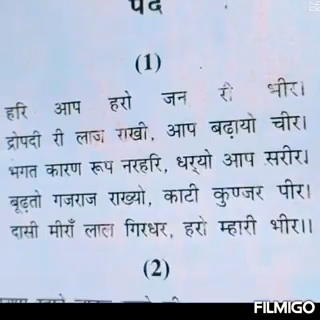 पद
(1)
हरि आप हरो जन री भीर।
द्रोपदी री लाज राखी, आप बढ़ायो चीर।
भगत कारण रूप नरहरि, धर्‌यो आप सरीर।
बूढ़तो गजराज राख्यो, काटी कुण्जर पीर।
दासी मीराँ लाल गिरधर, हरो म्हारी भीर।।
(2)
FILMIGO